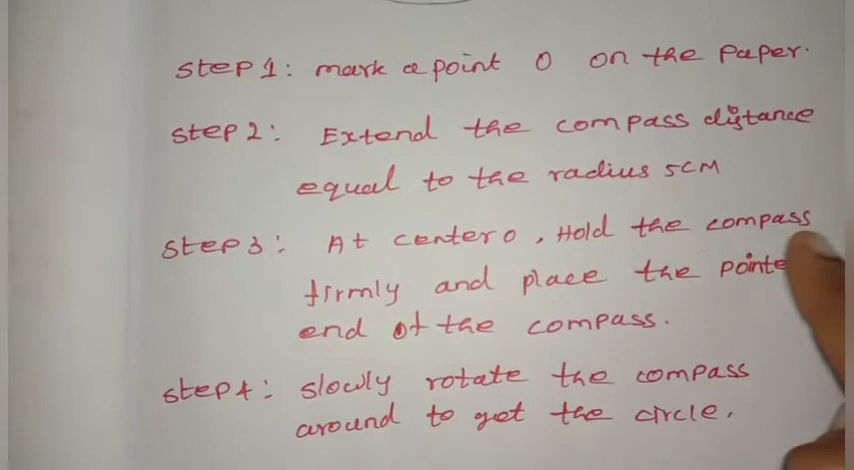 Step 1: mark a point O on the paper.
Step 2: Extend the compass distance
equal to the radius 5CM
Step 3: At center O, Hold the compass
firmly and place the pointe
end of the compass.
Step 4: slowly rotate the compass
around to get the circle.